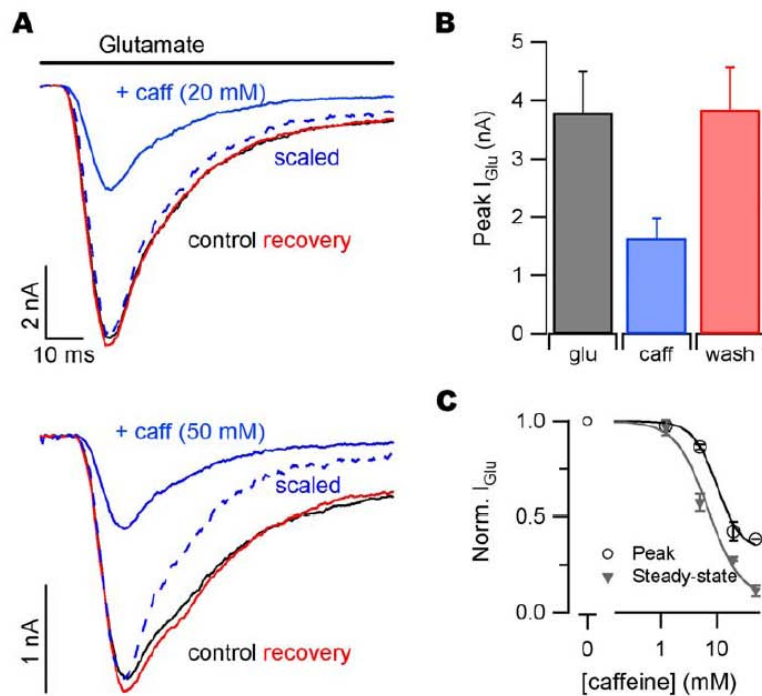 A
Glutamate
+ caff (20 mM)
scaled
control recovery
2 nA
10 ms
+ caff (50 mM)
scaled
control recovery
1 nA
B
Peak I_Glu (nA)
5
4
3
2
1
0
glu caff wash
C
Norm. I_Glu
1.0
0.5
0.0
Peak
Steady-state
0 1 10
[caffeine] (mM)